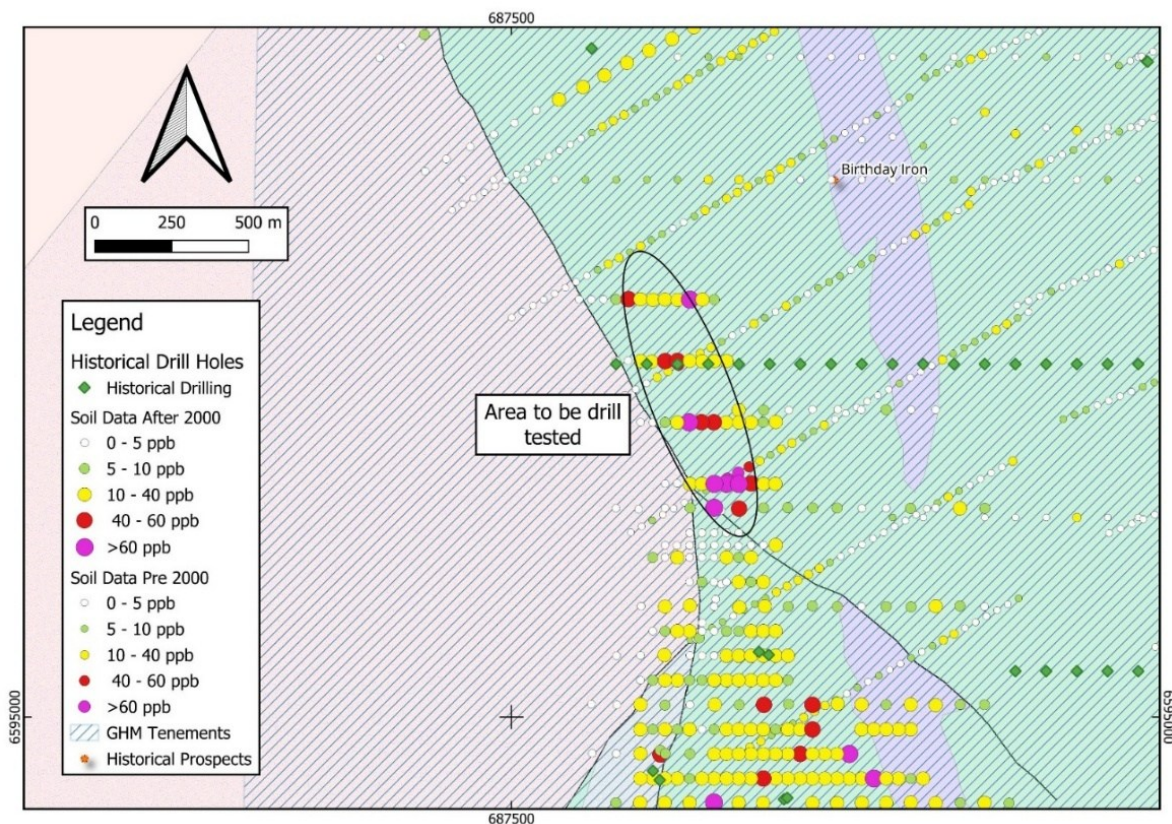 687500
Birthday Iron
0 250 500 m
Legend
Historical Drill Holes
Historical Drilling
Soil Data After 2000
0 - 5 ppb
5 - 10 ppb
10 - 40 ppb
40 - 60 ppb
>60 ppb
Soil Data Pre 2000
0 - 5 ppb
5 - 10 ppb
10 - 40 ppb
40 - 60 ppb
>60 ppb
GHM Tenements
Historical Prospects
Area to be drill
tested
6595000
6595000
687500